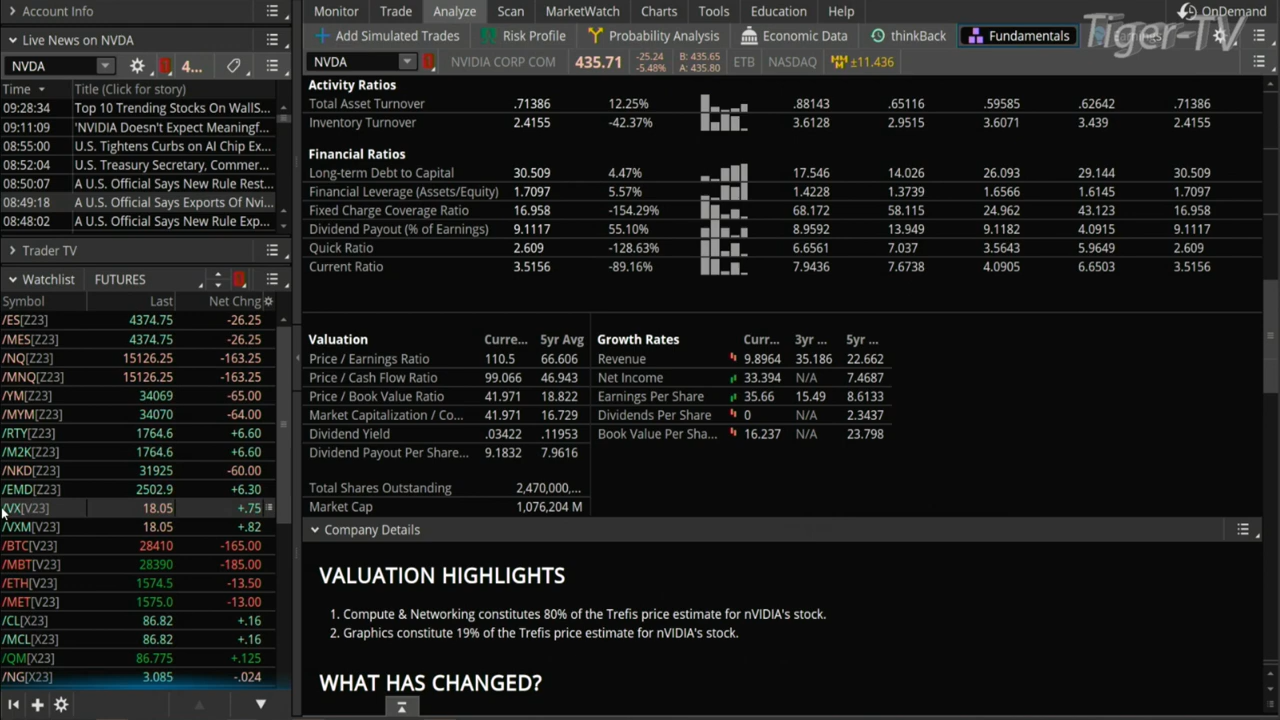 Account Info
Live News on NVDA
NVDA 4...
Time Title (Click for story)
09:28:34 Top 10 Trending Stocks On WallS...
09:11:09 'NVIDIA Doesn't Expect Meaningf...
08:55:00 U.S. Tightens Curbs on AI Chip Ex...
08:52:04 U.S. Treasury Secretary, Commer...
08:50:07 A U.S. Official Says New Rule Rest...
08:49:18 A U.S. Official Says Exports Of Nvi...
08:48:02 A U.S. Official Says New Rule Exp...
Trader TV
Watchlist FUTURES
Symbol Last Net Chng
/ES[Z23] 4374.75 -26.25
/MES[Z23] 4374.75 -26.25
/NQ[Z23] 15126.25 -163.25
/MNQ[Z23] 15126.25 -163.25
/YM[Z23] 34069 -65.00
/MYM[Z23] 34070 -64.00
/RTY[Z23] 1764.6 +6.60
/M2K[Z23] 1764.6 +6.60
/NKD[Z23] 31925 -60.00
/EMD[Z23] 2502.9 +6.30
/VX[V23] 18.05 +.75
/VXM[V23] 18.05 +.82
/BTC[V23] 28410 -165.00
/MBT[V23] 28390 -185.00
/ETH[V23] 1574.5 -13.50
/MET[V23] 1575.0 -13.00
/CL[X23] 86.82 +.16
/MCL[X23] 86.82 +.16
/QM[X23] 86.775 +.125
/NG[X23] 3.085 -.024
Monitor Trade Analyze Scan MarketWatch Charts Tools Education Help OnDemand
Tiger-TV
Add Simulated Trades Risk Profile Probability Analysis Economic Data thinkBack Fundamentals
NVDA NVIDIA CORP COM 435.71 -25.24 -5.48% B: 435.65 A: 435.80 ETB NASDAQ ±11.436
Activity Ratios
Total Asset Turnover .71386 12.25% .88143 .65116 .59585 .62642 .71386
Inventory Turnover 2.4155 -42.37% 3.6128 2.9515 3.6071 3.439 2.4155
Financial Ratios
Long-term Debt to Capital 30.509 4.47% 17.546 14.026 26.093 29.144 30.509
Financial Leverage (Assets/Equity) 1.7097 5.57% 1.4228 1.3739 1.6566 1.6145 1.7097
Fixed Charge Coverage Ratio 16.958 -154.29% 68.172 58.115 24.962 43.123 16.958
Dividend Payout (% of Earnings) 9.1117 55.10% 8.9592 13.949 9.1182 4.0915 9.1117
Quick Ratio 2.609 -128.63% 6.6561 7.037 3.5643 5.9649 2.609
Current Ratio 3.5156 -89.16% 7.9436 7.6738 4.0905 6.6503 3.5156
Valuation Curre... 5yr Avg
Price / Earnings Ratio 110.5 66.606
Price / Cash Flow Ratio 99.066 46.943
Price / Book Value Ratio 41.971 18.822
Market Capitalization / Co... 41.971 16.729
Dividend Yield .03422 .11953
Dividend Payout Per Share... 9.1832 7.9616
Total Shares Outstanding 2,470,000,...
Market Cap 1,076,204 M
Growth Rates Curr... 3yr ... 5yr ...
Revenue 9.8964 35.186 22.662
Net Income 33.394 N/A 7.4687
Earnings Per Share 35.66 15.49 8.6133
Dividends Per Share 0 N/A 2.3437
Book Value Per Sha... 16.237 N/A 23.798
Company Details
VALUATION HIGHLIGHTS
1. Compute & Networking constitutes 80% of the Trefis price estimate for nVIDIA's stock.
2. Graphics constitute 19% of the Trefis price estimate for nVIDIA's stock.
WHAT HAS CHANGED?